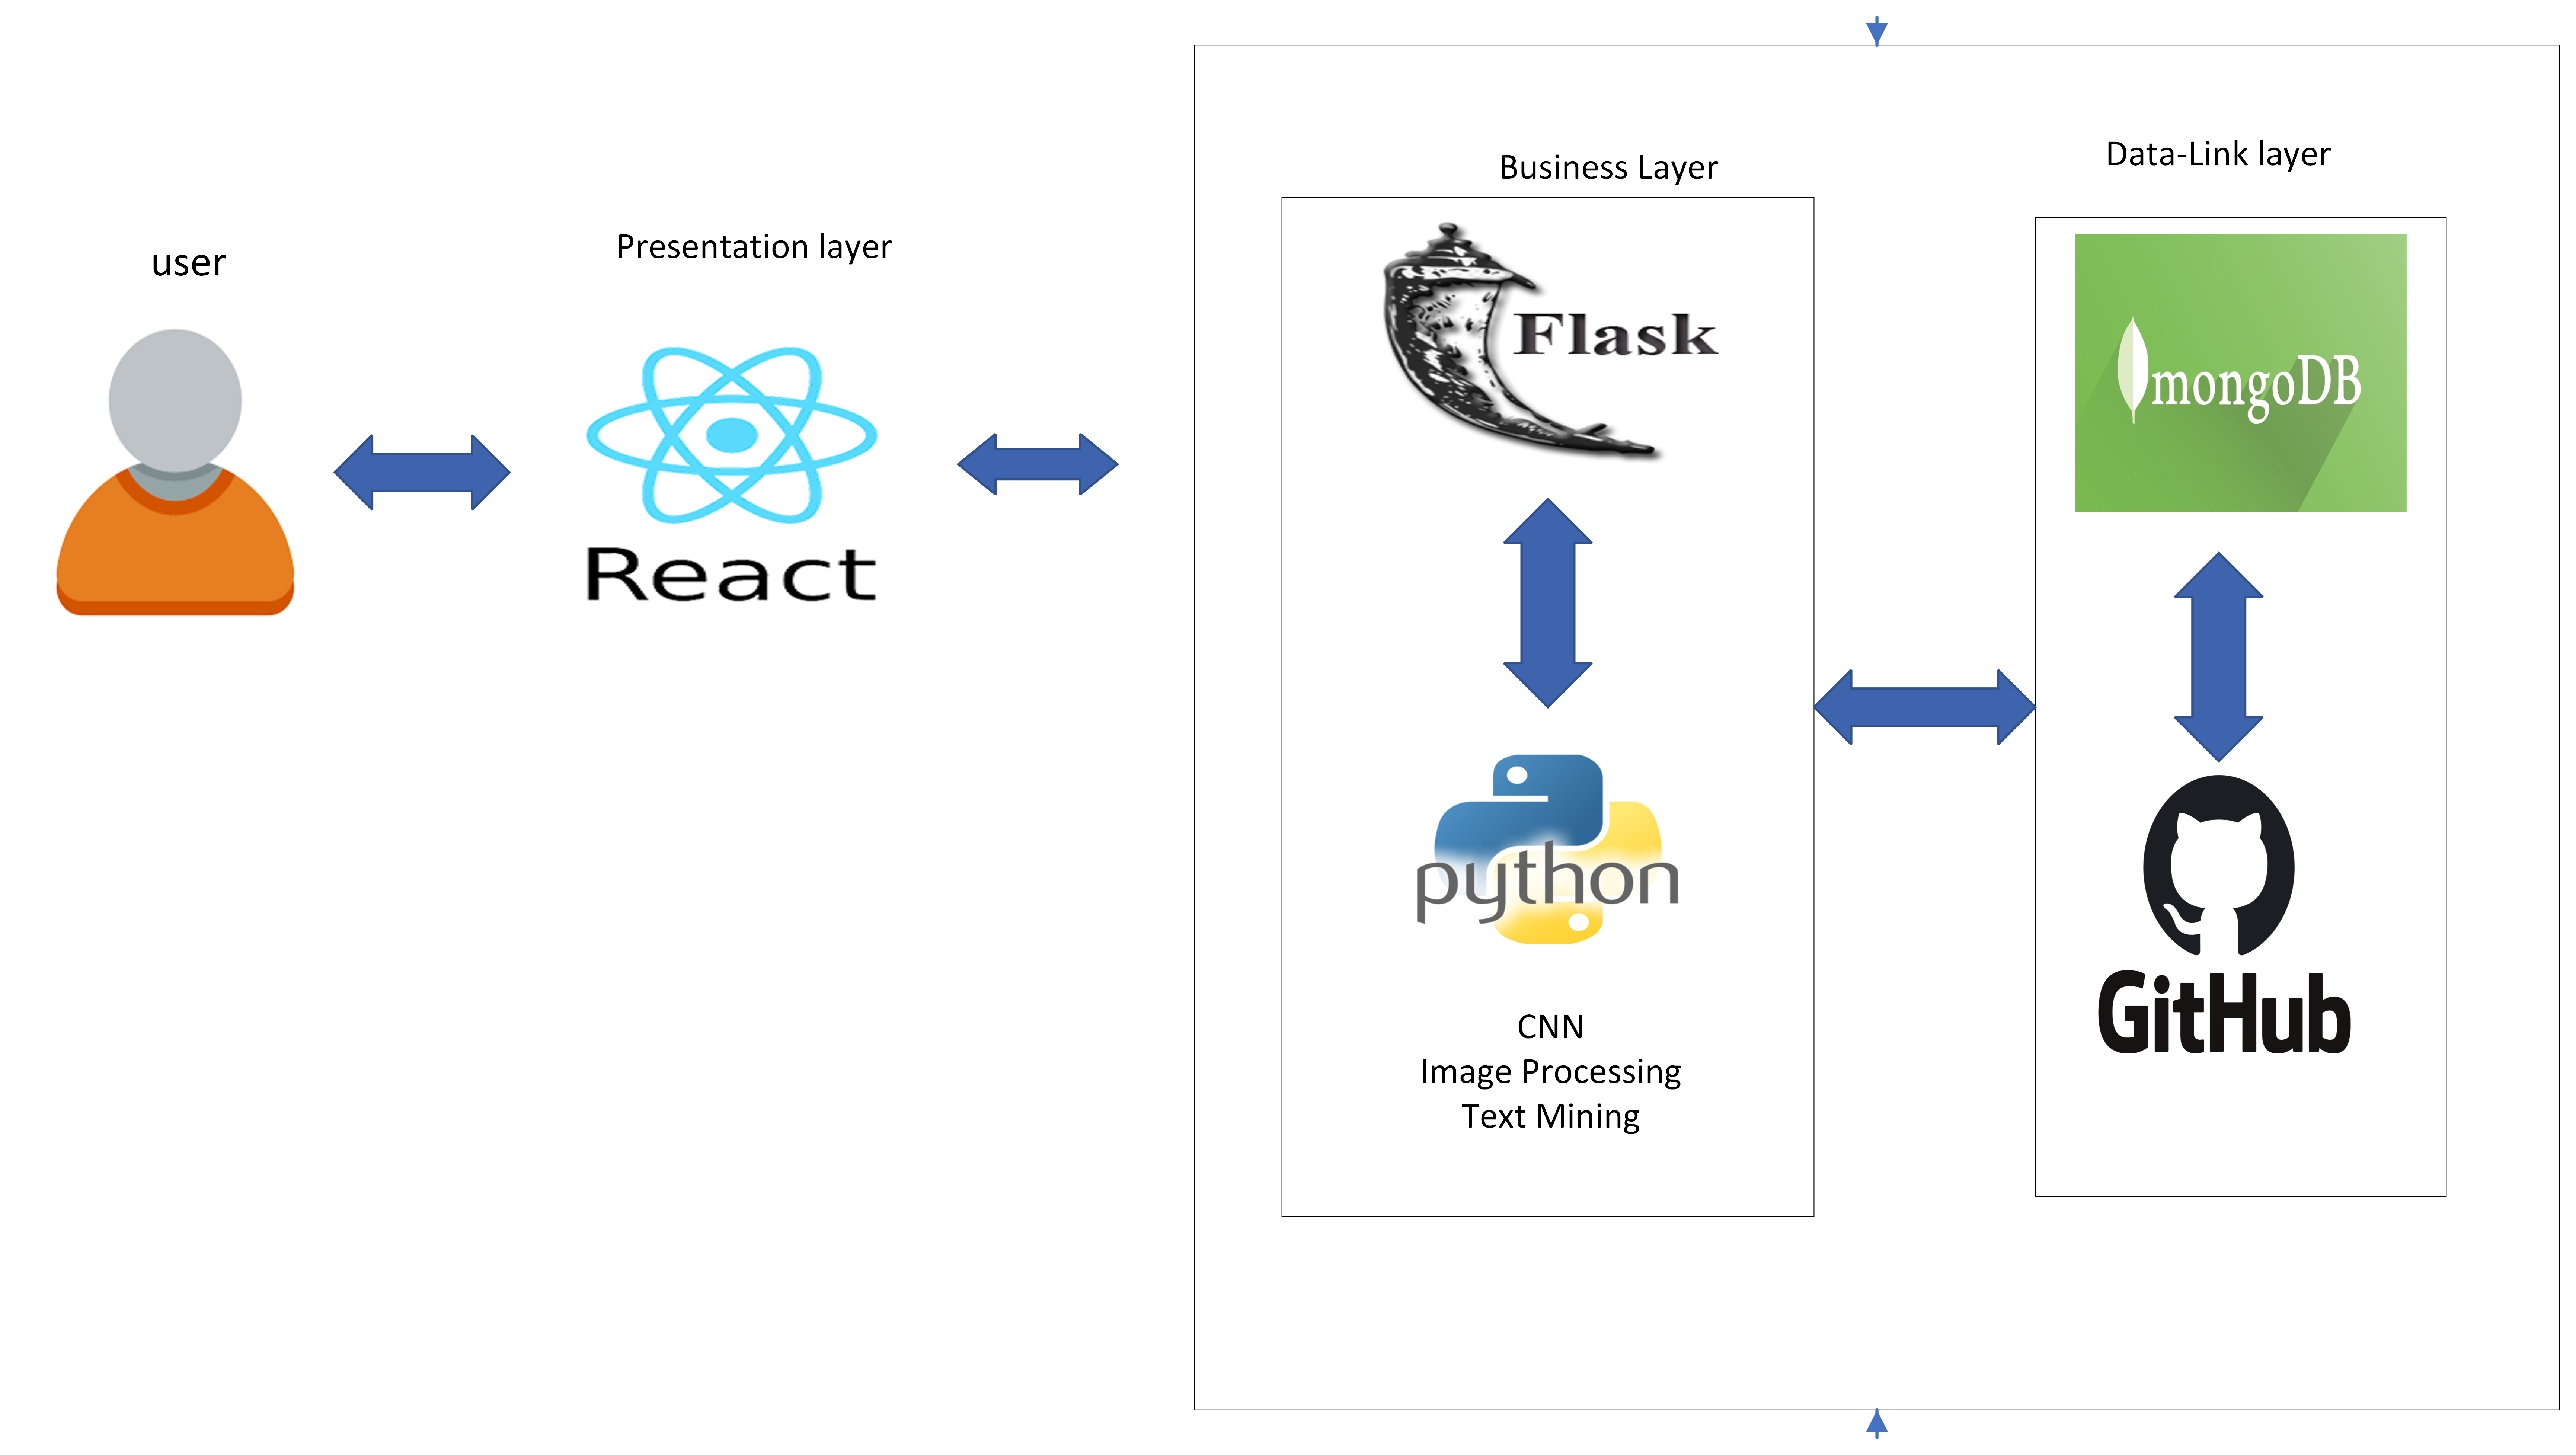 user
Presentation layer
React
Business Layer
Flask
python
CNN
Image Processing
Text Mining
Data-Link layer
mongoDB
GitHub